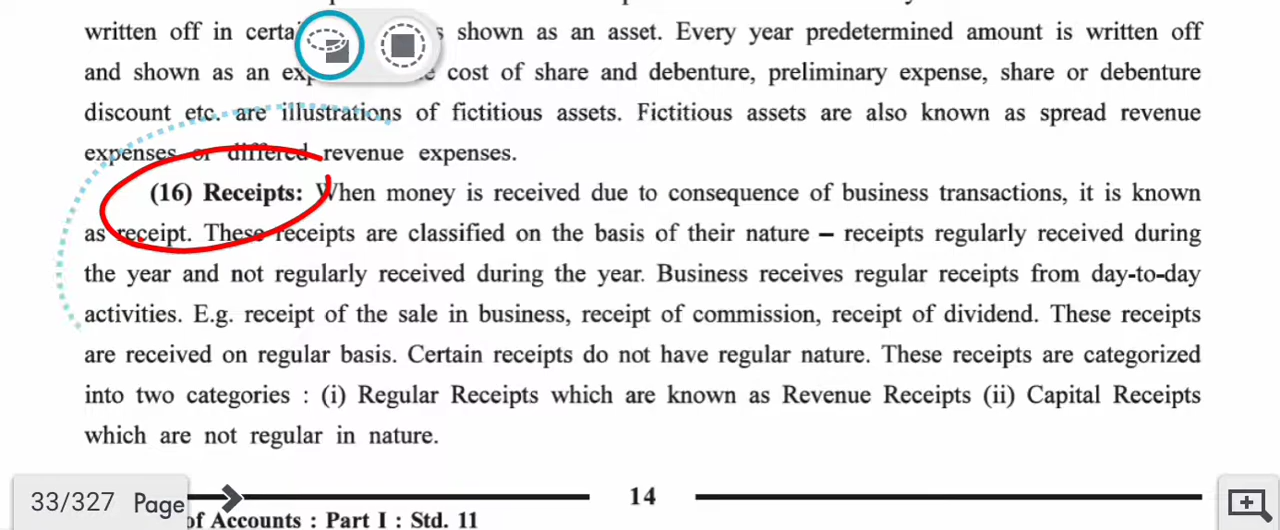 written off in certa s shown as an asset. Every year predetermined amount is written off
and shown as an exp cost of share and debenture, preliminary expense, share or debenture
discount etc. are illustrations of fictitious assets. Fictitious assets are also known as spread revenue
expenses or differed revenue expenses.
(16) Receipts: When money is received due to consequence of business transactions, it is known
as receipt. These receipts are classified on the basis of their nature – receipts regularly received during
the year and not regularly received during the year. Business receives regular receipts from day-to-day
activities. E.g. receipt of the sale in business, receipt of commission, receipt of dividend. These receipts
are received on regular basis. Certain receipts do not have regular nature. These receipts are categorized
into two categories : (i) Regular Receipts which are known as Revenue Receipts (ii) Capital Receipts
which are not regular in nature.
14
33/327 Page
of Accounts : Part I : Std. 11